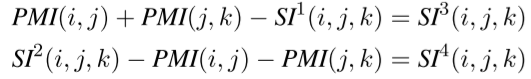 PMI(i, j) + PMI(j, k) − SI¹(i, j, k) = SI³(i, j, k)
SI²(i, j, k) − PMI(i, j) − PMI(j, k) = SI⁴(i, j, k)